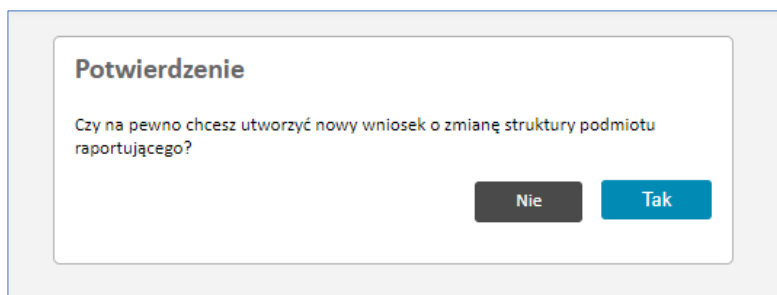 Potwierdzenie
Czy na pewno chcesz utworzyć nowy wniosek o zmianę struktury podmiotu
raportującego?
Nie
Tak